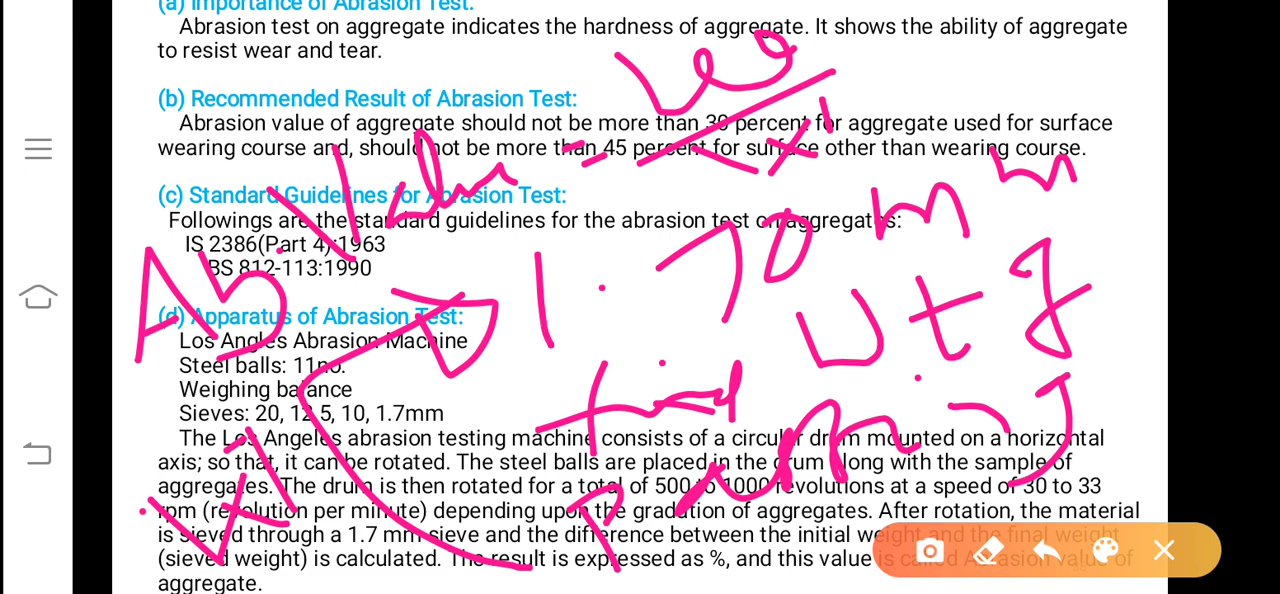 (a) Importance of Abrasion Test:
Abrasion test on aggregate indicates the hardness of aggregate. It shows the ability of aggregate
to resist wear and tear.
(b) Recommended Result of Abrasion Test:
Abrasion value of aggregate should not be more than 30 percent for aggregate used for surface
wearing course and, should not be more than 45 percent for surface other than wearing course.
(c) Standard Guidelines for Abrasion Test:
Followings are the standard guidelines for the abrasion test on aggregates:
IS 2386(Part 4):1963
BS 812-113:1990
(d) Apparatus of Abrasion Test:
Los Angles Abrasion Machine
Steel balls: 11no.
Weighing balance
Sieves: 20, 12.5, 10, 1.7mm
The Los Angeles abrasion testing machine consists of a circular drum mounted on a horizontal
axis; so that, it can be rotated. The steel balls are placed in the drum along with the sample of
aggregates. The drum is then rotated for a total of 500 to 1000 revolutions at a speed of 30 to 33
rpm (revolution per minute) depending upon the gradation of aggregates. After rotation, the material
is sieved through a 1.7 mm sieve and the difference between the initial weight and the final weight
(sieved weight) is calculated. The result is expressed as %, and this value is called Abrasion value of
aggregate.
Ab. Value =
1.70 mm
wt of